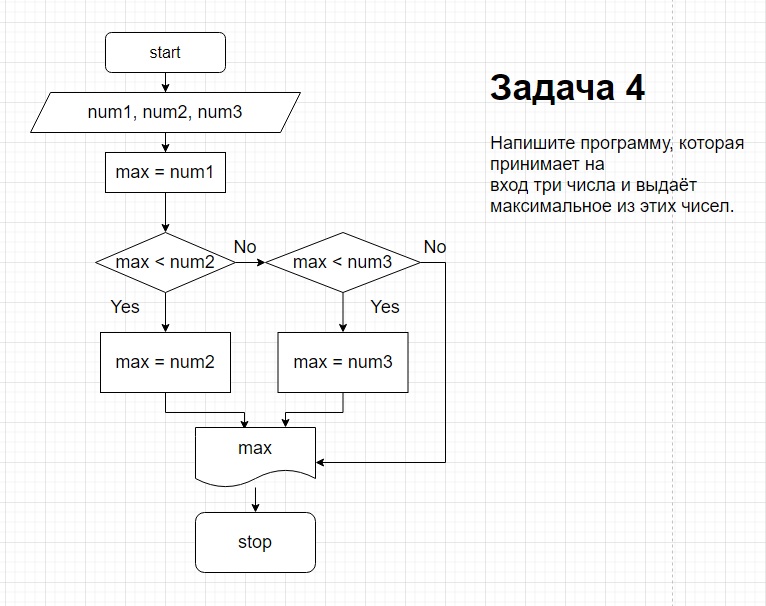 start
num1, num2, num3
max = num1
max < num2
No
max < num3
No
Yes
Yes
max = num2
max = num3
max
stop
Задача 4
Напишите программу, которая
принимает на
вход три числа и выдаёт
максимальное из этих чисел.